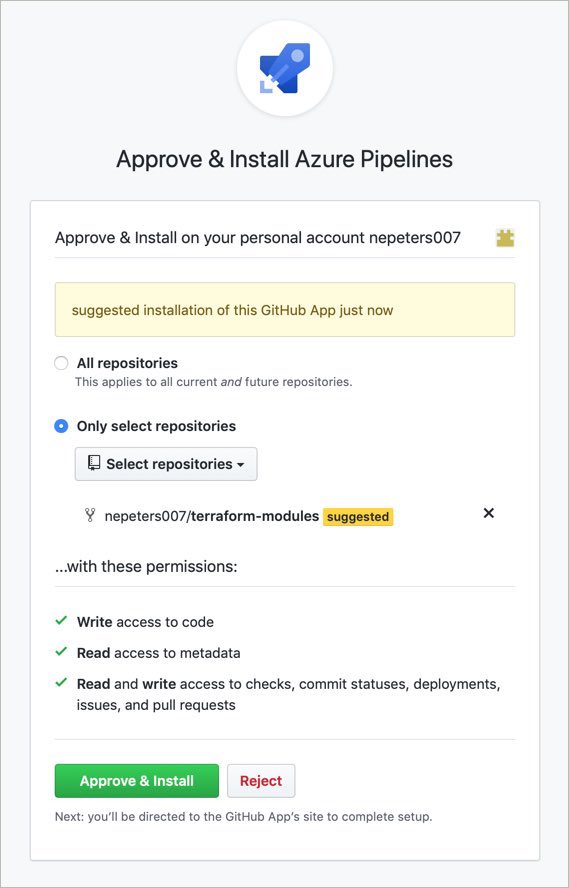 Approve & Install Azure Pipelines
Approve & Install on your personal account nepeters007
suggested installation of this GitHub App just now
All repositories
This applies to all current and future repositories.
Only select repositories
Select repositories
nepeters007/terraform-modules suggested
...with these permissions:
Write access to code
Read access to metadata
Read and write access to checks, commit statuses, deployments,
issues, and pull requests
Approve & Install Reject
Next: you’ll be directed to the GitHub App’s site to complete setup.